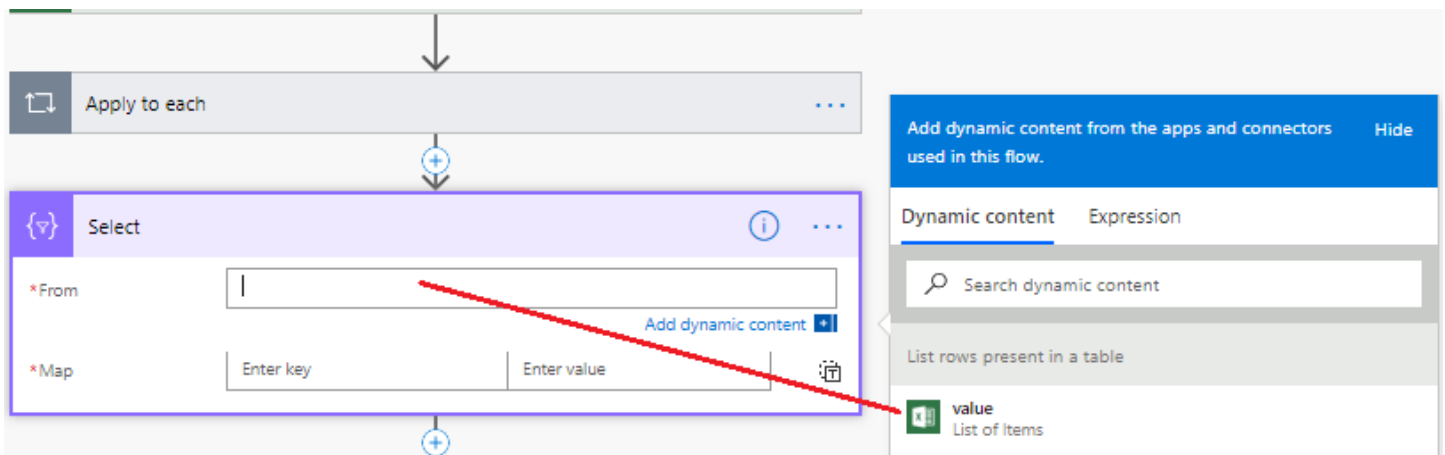 Apply to each
Add dynamic content from the apps and connectors used in this flow.
Hide
Select
Dynamic content
Expression
*From
Search dynamic content
Add dynamic content
List rows present in a table
*Map
Enter key
Enter value
value
List of Items